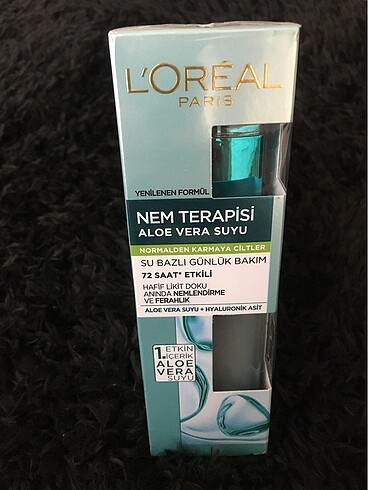 L'ORÉAL
PARIS
YENİLENEN FORMÜL
NEM TERAPİSİ
ALOE VERA SUYU
NORMALDEN KARMAYA CİLTLER
SU BAZLI GÜNLÜK BAKIM
72 SAAT* ETKİLİ
HAFİF LİKİT DOKU
ANINDA NEMLENDİRME
VE FERAHLIK
ALOE VERA SUYU + HYALURONİK ASİT
1. ETKİN
İÇERİK
ALOE
VERA
SUYU